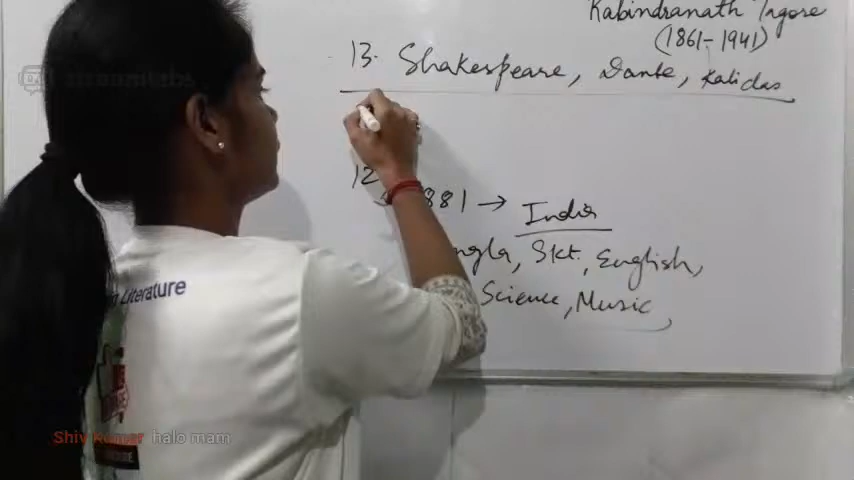 Rabindranath Tagore
(1861-1941)
13. Shakespeare, Dante, Kalidas
12
881 → India
ngla, Skt., English,
Science, Music
n Literature"
Shiv Kumar halo mam